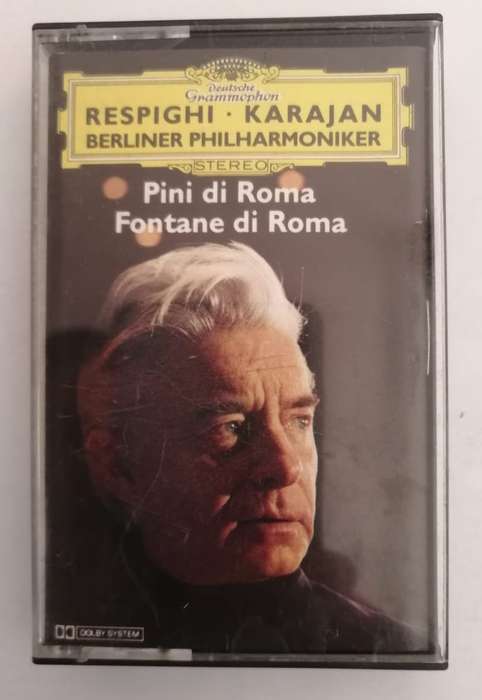 Deutsche
Grammophon
RESPIGHI · KARAJAN
BERLINER PHILHARMONIKER
STEREO
Pini di Roma
Fontane di Roma
DOLBY SYSTEM